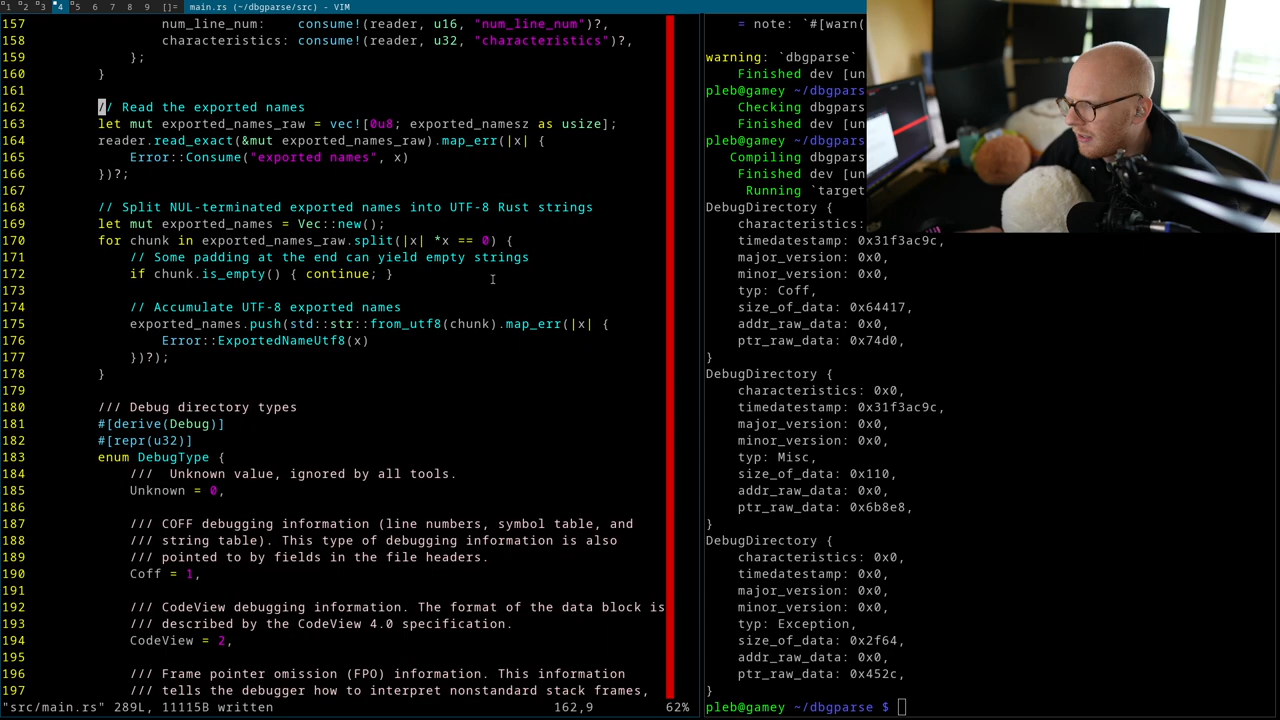 1 2 3 4 5 6 7 8 9 []= main.rs (~/dbgparse/src) - VIM
157 num_line_num: consume!(reader, u16, "num_line_num")?,
158 characteristics: consume!(reader, u32, "characteristics")?,
159 };
160 }
161
162 // Read the exported names
163 let mut exported_names_raw = vec![0u8; exported_namesz as usize];
164 reader.read_exact(&mut exported_names_raw).map_err(|x| {
165 Error::Consume("exported names", x)
166 })?;
167
168 // Split NUL-terminated exported names into UTF-8 Rust strings
169 let mut exported_names = Vec::new();
170 for chunk in exported_names_raw.split(|x| *x == 0) {
171 // Some padding at the end can yield empty strings
172 if chunk.is_empty() { continue; }
173
174 // Accumulate UTF-8 exported names
175 exported_names.push(std::str::from_utf8(chunk).map_err(|x| {
176 Error::ExportedNameUtf8(x)
177 })?);
178 }
179
180 /// Debug directory types
181 #[derive(Debug)]
182 #[repr(u32)]
183 enum DebugType {
184 ///  Unknown value, ignored by all tools.
185 Unknown = 0,
186
187 /// COFF debugging information (line numbers, symbol table, and
188 /// string table). This type of debugging information is also
189 /// pointed to by fields in the file headers.
190 Coff = 1,
191
192 /// CodeView debugging information. The format of the data block is
193 /// described by the CodeView 4.0 specification.
194 CodeView = 2,
195
196 /// Frame pointer omission (FPO) information. This information
197 /// tells the debugger how to interpret nonstandard stack frames,
"src/main.rs" 289L, 11115B written 162,9 62%
= note: `#[warn(
warning: `dbgparse`
Finished dev [un
pleb@gamey ~/dbgpars
Checking dbgpars
Finished dev [un
pleb@gamey ~/dbgpars
Compiling dbgpars
Finished dev [un
Running `target
DebugDirectory {
characteristics:
timedatestamp: 0x31f3ac9c,
major_version: 0x0,
minor_version: 0x0,
typ: Coff,
size_of_data: 0x64417,
addr_raw_data: 0x0,
ptr_raw_data: 0x74d0,
}
DebugDirectory {
characteristics: 0x0,
timedatestamp: 0x31f3ac9c,
major_version: 0x0,
minor_version: 0x0,
typ: Misc,
size_of_data: 0x110,
addr_raw_data: 0x0,
ptr_raw_data: 0x6b8e8,
}
DebugDirectory {
characteristics: 0x0,
timedatestamp: 0x0,
major_version: 0x0,
minor_version: 0x0,
typ: Exception,
size_of_data: 0x2f64,
addr_raw_data: 0x0,
ptr_raw_data: 0x452c,
}
pleb@gamey ~/dbgparse $